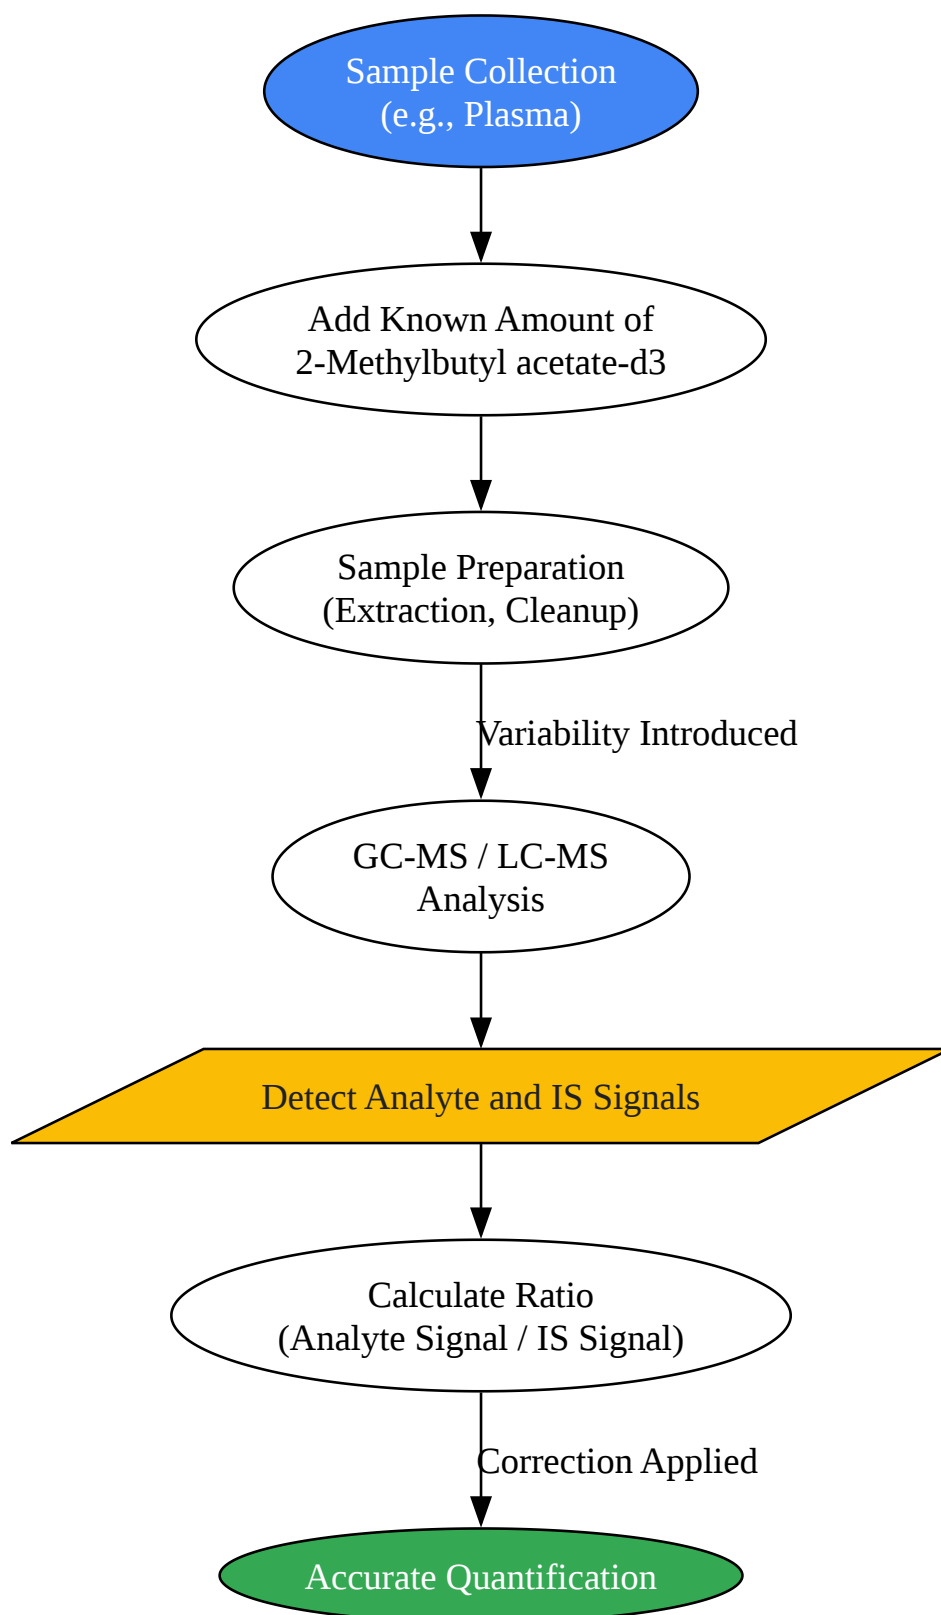 Sample Collection
(e.g., Plasma)
Add Known Amount of
2-Methylbutyl acetate-d3
Sample Preparation
(Extraction, Cleanup)
Variability Introduced
GC-MS / LC-MS
Analysis
Detect Analyte and IS Signals
Calculate Ratio
(Analyte Signal / IS Signal)
Correction Applied
Accurate Quantification